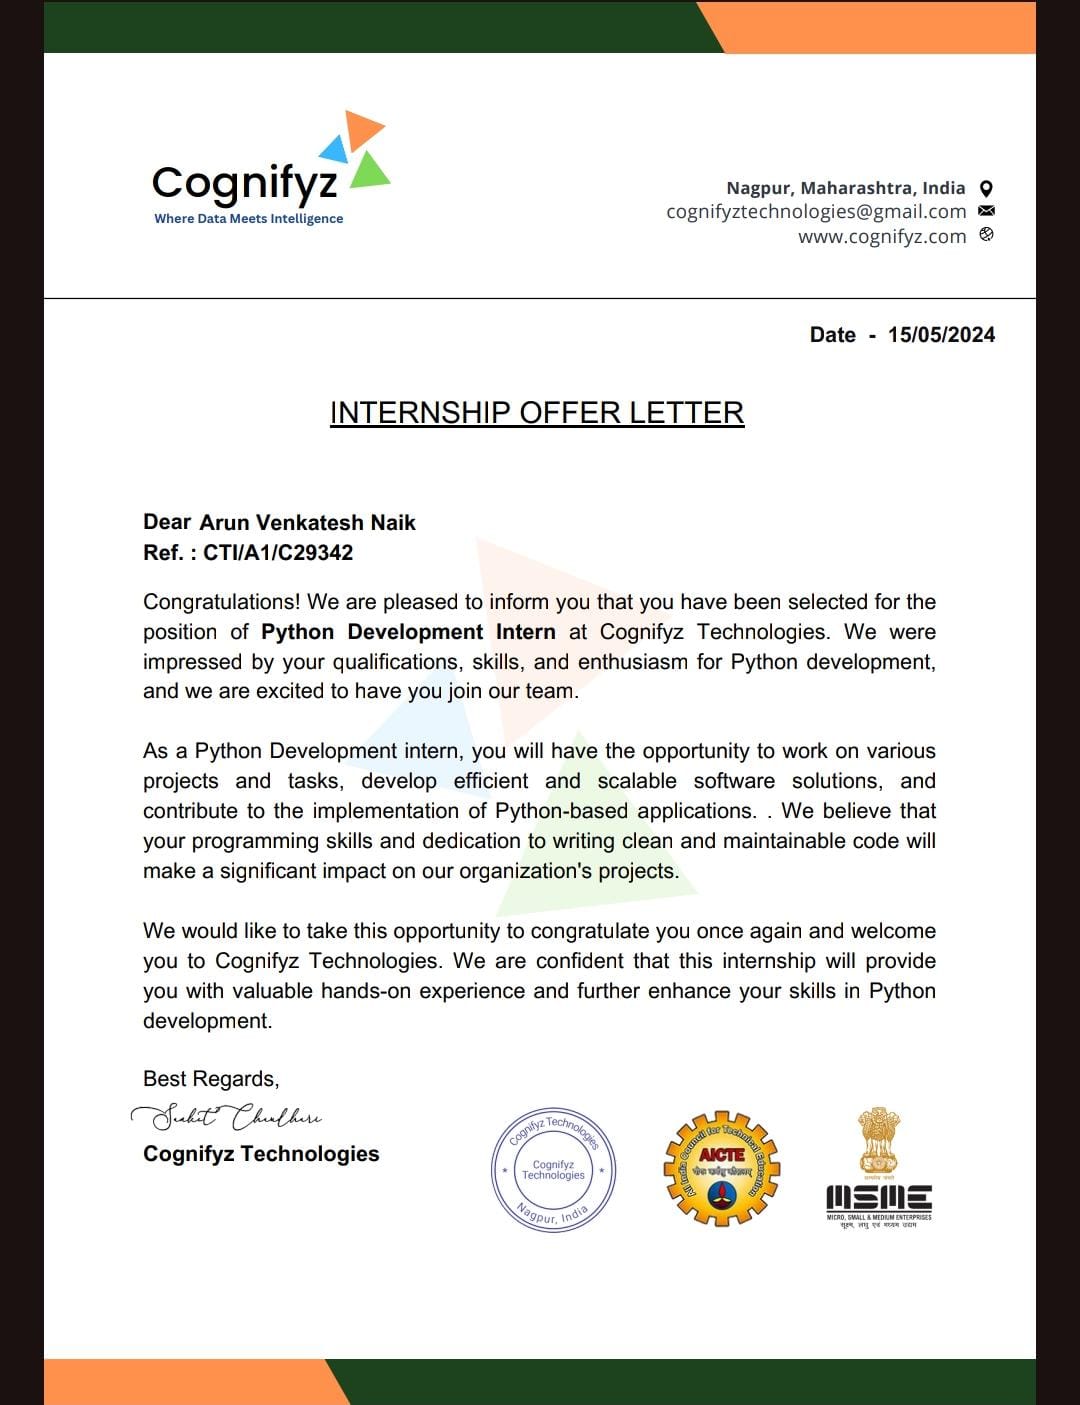 Cognifyz
Where Data Meets Intelligence
Nagpur, Maharashtra, India
cognifyztechnologies@gmail.com
www.cognifyz.com
Date - 15/05/2024
INTERNSHIP OFFER LETTER
Dear Arun Venkatesh Naik
Ref. : CTI/A1/C29342
Congratulations! We are pleased to inform you that you have been selected for the
position of Python Development Intern at Cognifyz Technologies. We were
impressed by your qualifications, skills, and enthusiasm for Python development,
and we are excited to have you join our team.
As a Python Development intern, you will have the opportunity to work on various
projects and tasks, develop efficient and scalable software solutions, and
contribute to the implementation of Python-based applications. . We believe that
your programming skills and dedication to writing clean and maintainable code will
make a significant impact on our organization's projects.
We would like to take this opportunity to congratulate you once again and welcome
you to Cognifyz Technologies. We are confident that this internship will provide
you with valuable hands-on experience and further enhance your skills in Python
development.
Best Regards,
Cognifyz Technologies
Cognifyz Technologies
Cognifyz
Technologies
Nagpur, India
All India Council for Technical Education
AICTE
सत्यमेव जयते
MSME
MICRO, SMALL & MEDIUM ENTERPRISES
सूक्ष्म, लघु एवं मध्यम उद्यम